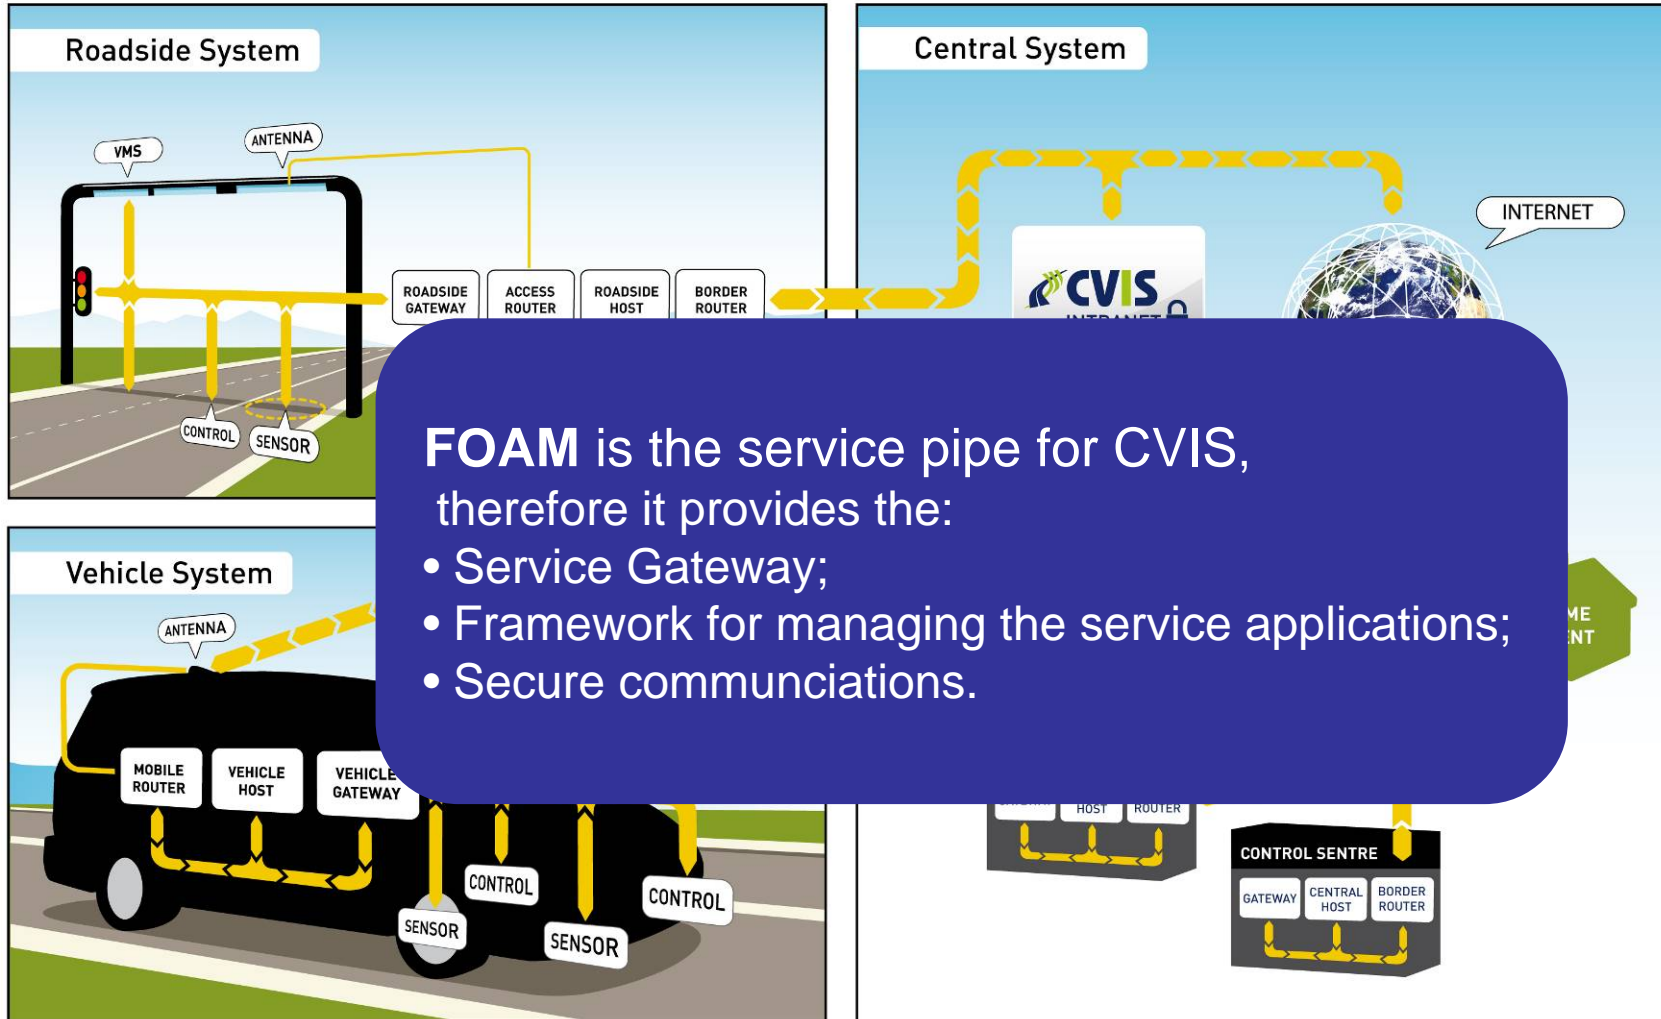 Roadside System
VMS
ANTENNA
ROADSIDE
GATEWAY
ACCESS
ROUTER
ROADSIDE
HOST
BORDER
ROUTER
CONTROL
SENSOR
Central System
INTERNET
CVIS
INTRANET
FOAM is the service pipe for CVIS,
therefore it provides the:
• Service Gateway;
• Framework for managing the service applications;
• Secure communciations.
Vehicle System
ANTENNA
MOBILE
ROUTER
VEHICLE
HOST
VEHICLE
GATEWAY
SENSOR
CONTROL
SENSOR
CONTROL
HOST
ROUTER
CONTROL SENTRE
GATEWAY
CENTRAL
HOST
BORDER
ROUTER